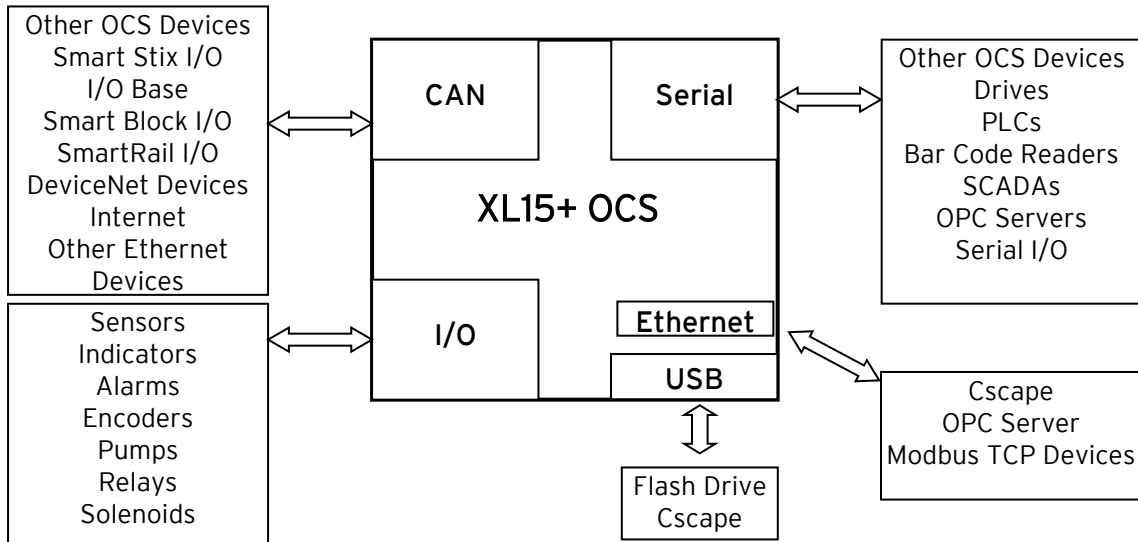 Other OCS Devices
Smart Stix I/O
I/O Base
Smart Block I/O
SmartRail I/O
DeviceNet Devices
Internet
Other Ethernet
Devices
CAN
Serial
XL15+ OCS
I/O
Ethernet
USB
Other OCS Devices
Drives
PLCs
Bar Code Readers
SCADAs
OPC Servers
Serial I/O
Sensors
Indicators
Alarms
Encoders
Pumps
Relays
Solenoids
Flash Drive
Cscape
Cscape
OPC Server
Modbus TCP Devices